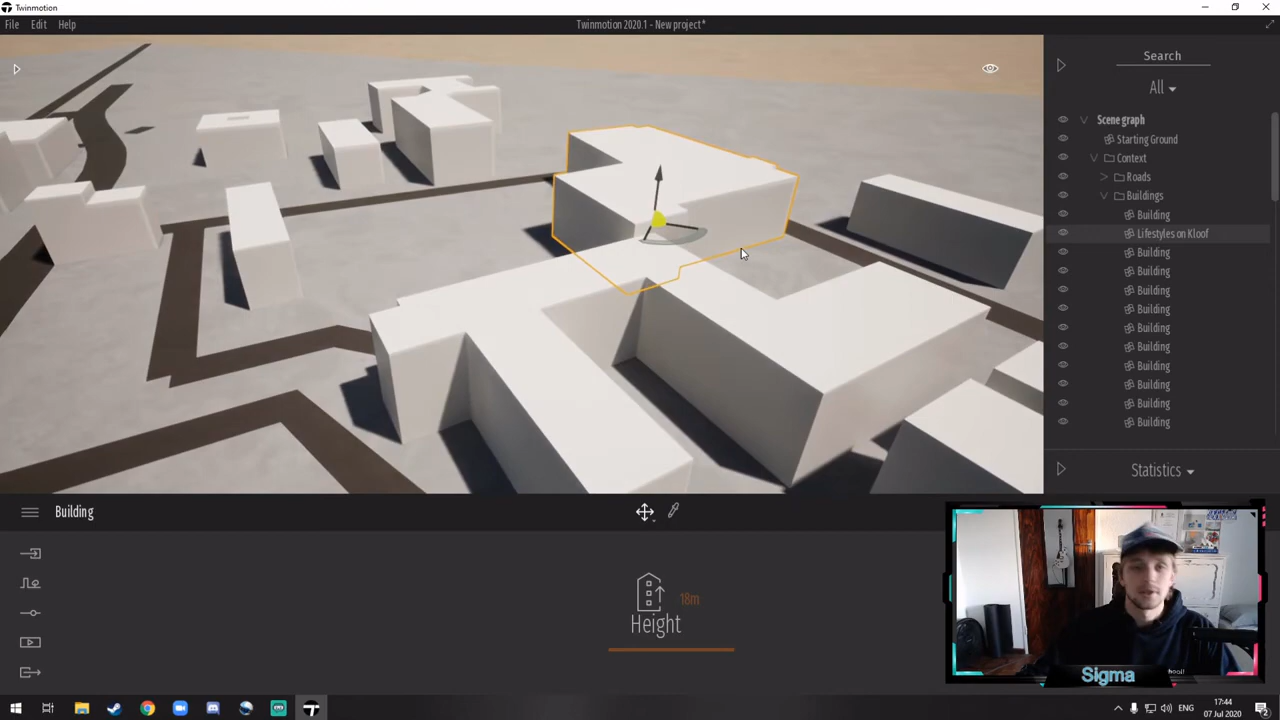 Twinmotion
File Edit Help
Twinmotion 2020.1 - New project*
Search
All
Scene graph
Starting Ground
Context
Roads
Buildings
Building
Lifestyles on Kloof
Building
Building
Building
Building
Building
Building
Building
Building
Building
Building
Statistics
Building
18m
Height
Sigma
ENG
17:44
07 Jul 2020
2